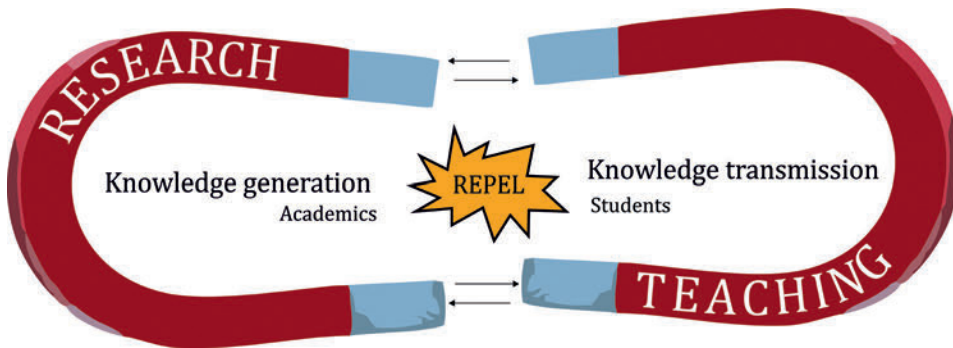 RESEARCH
Knowledge generation
Academics
REPEL
Knowledge transmission
Students
TEACHING